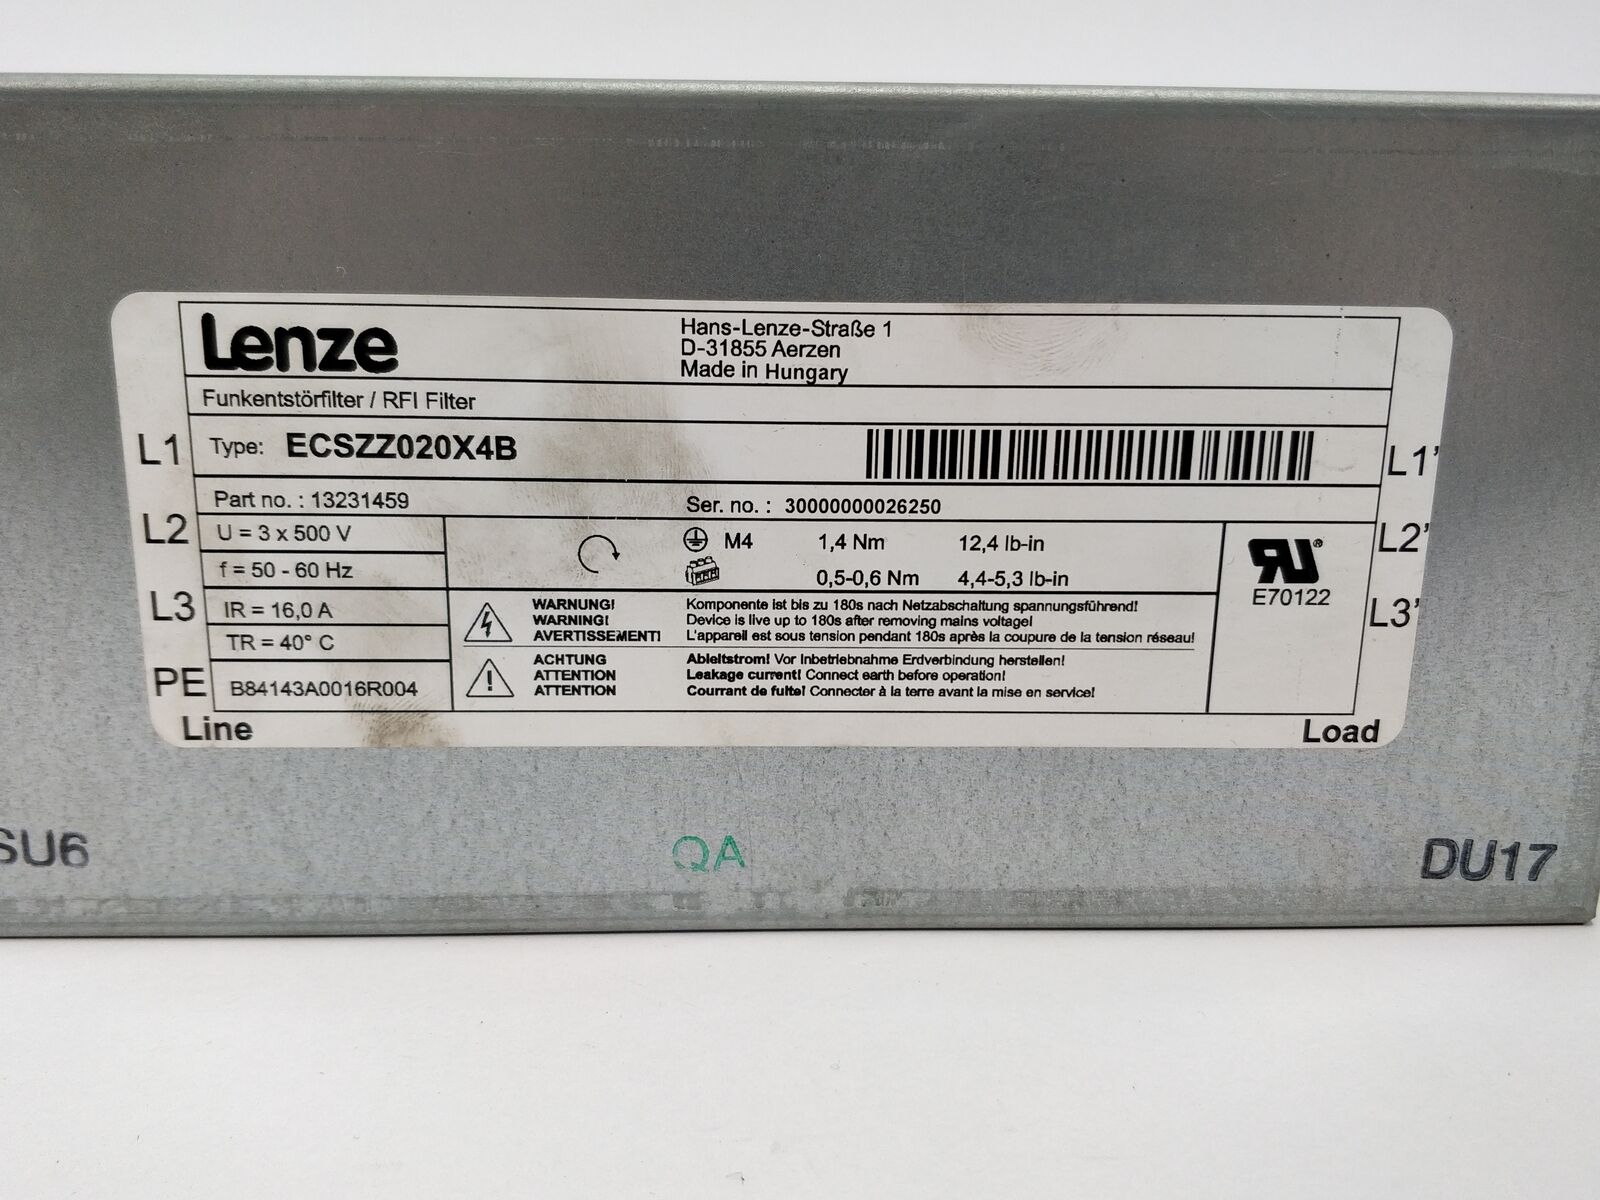 Lenze
Hans-Lenze-Straße 1
D-31855 Aerzen
Made in Hungary
Funkentstörfilter / RFI Filter
L1
Type: ECSZZ020X4B
L1'
Part no. : 13231459
Ser. no. : 30000000026250
L2
U = 3 x 500 V
M4 1,4 Nm 12,4 lb-in
L2'
f = 50 - 60 Hz
0,5-0,6 Nm 4,4-5,3 lb-in
®
E70122
L3
IR = 16,0 A
WARNUNG! Komponente ist bis zu 180s nach Netzabschaltung spannungsführend!
WARNING! Device is live up to 180s after removing mains voltage!
AVERTISSEMENT! L'appareil est sous tension pendant 180s après la coupure de la tension réseau!
L3'
TR = 40° C
ACHTUNG Ableitstrom! Vor Inbetriebnahme Erdverbindung herstellen!
ATTENTION Leakage current! Connect earth before operation!
ATTENTION Courrant de fuite! Connecter à la terre avant la mise en service!
PE
B84143A0016R004
Line
Load
SU6
QA
DU17